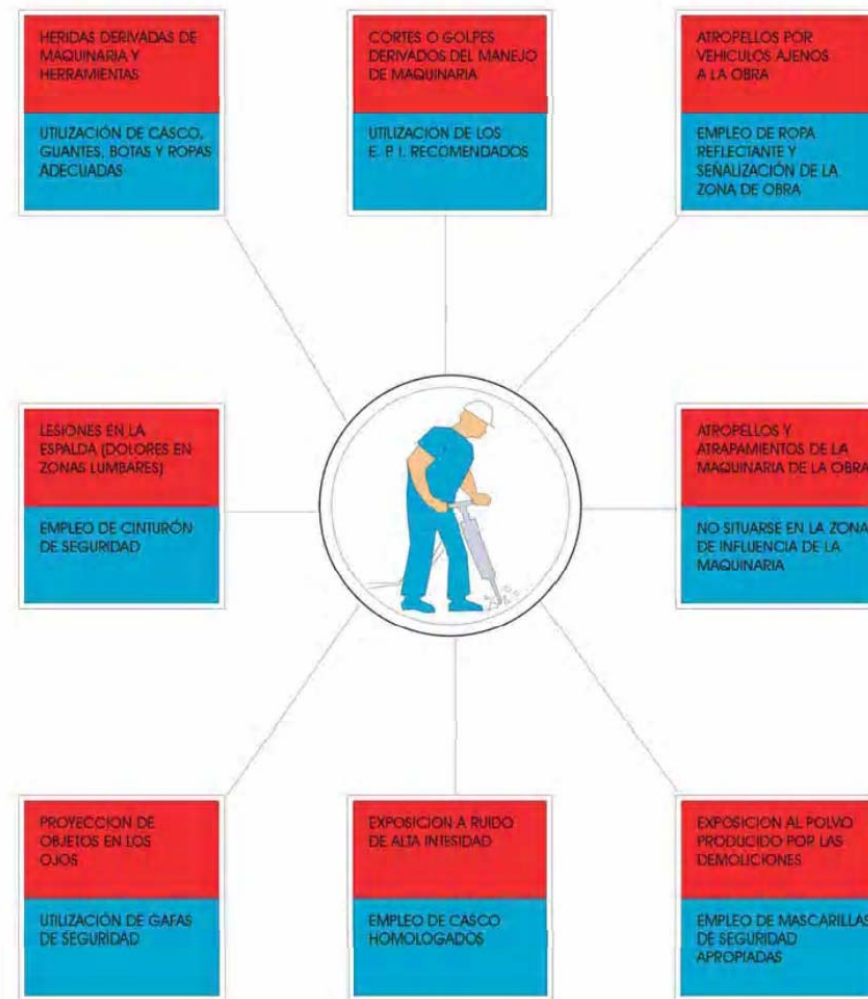 HERIDAS DERIVADAS DE
MAQUINARIA Y
HERRAMIENTAS
UTILIZACIÓN DE CASCO,
GUANTES, BOTAS Y ROPAS
ADECUADAS
CORTES O GOLPES
DERIVADOS DEL MANEJO
DE MAQUINARIA
UTILIZACION DE LOS
E. P. I. RECOMENDADOS
ATROPELLOS POR
VEHICULOS AJENOS
A LA OBRA
EMPLEO DE ROPA
REFLECTANTE Y
SEÑALIZACIÓN DE LA
ZONA DE OBRA
LESIONES EN LA
ESPALDA (DOLORES EN
ZONAS LUMBARES)
EMPLEO DE CINTURÓN
DE SEGURIDAD
ATROPELLOS Y
ATRAPAMIENTOS DE LA
MAQUINARIA DE LA OBRA
NO SITUARSE EN LA ZONA
DE INFLUENCIA DE LA
MAQUINARIA
PROYECCION DE
OBJETOS EN LOS
OJOS
UTILIZACIÓN DE GAFAS
DE SEGURIDAD
EXPOSICION A RUIDO
DE ALTA INTESIDAD
EMPLEO DE CASCO
HOMOLOGADOS
EXPOSICION AL POLVO
PRODUCIDO POR LAS
DEMOLICIONES
EMPLEO DE MASCARILLAS
DE SEGURIDAD
APROPIADAS